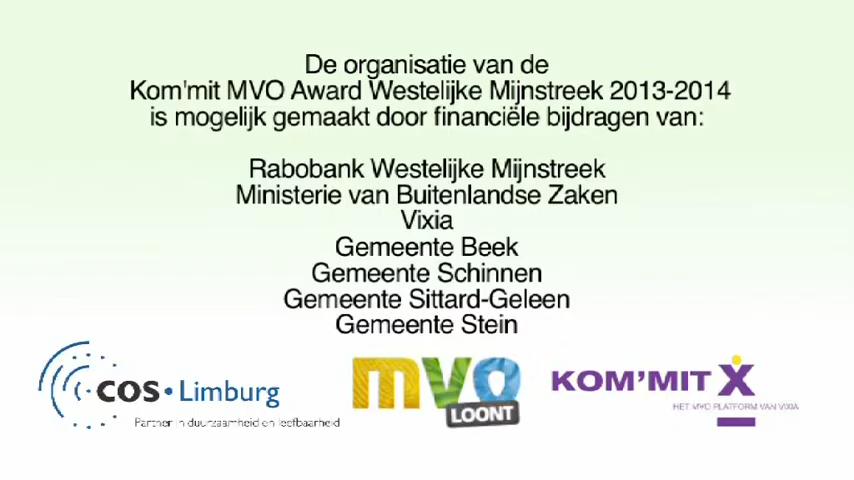 De organisatie van de
Kom'mit MVO Award Westelijke Mijnstreek 2013-2014
is mogelijk gemaakt door financiële bijdragen van:
Rabobank Westelijke Mijnstreek
Ministerie van Buitenlandse Zaken
Vixia
Gemeente Beek
Gemeente Schinnen
Gemeente Sittard-Geleen
Gemeente Stein
cos•Limburg
Partner in duurzaamheid en leefbaarheid
mvo
LOONT
KOM'MIT X
HET MVO PLATFORM VAN VIXIA